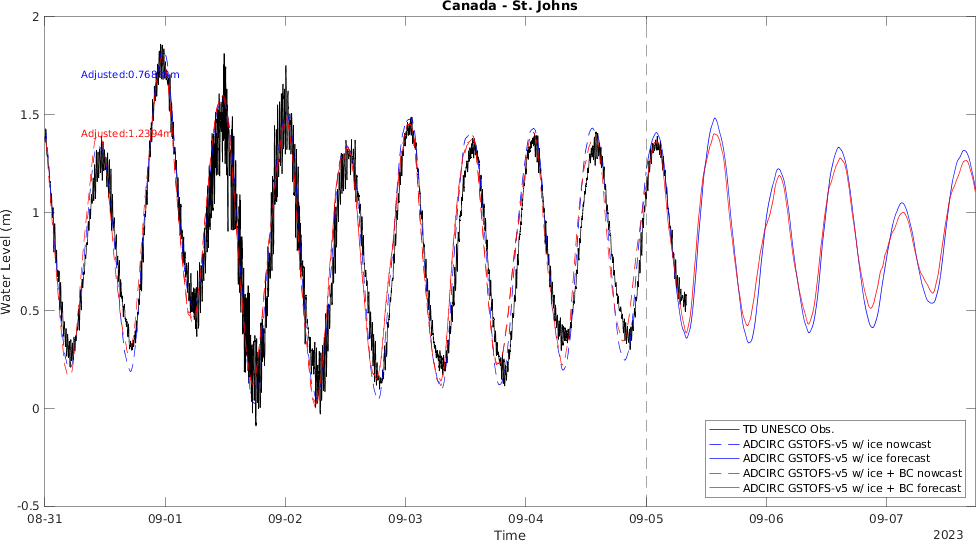 Canada - St. Johns
2
1.5
1
0.5
0
-0.5
Water Level (m)
Adjusted:1.2394m
08-31
09-01
09-02
09-03
09-04
09-05
09-06
09-07
Time
2023
TD UNESCO Obs.
ADCIRC GSTOFS-v5 w/ ice nowcast
ADCIRC GSTOFS-v5 w/ ice forecast
ADCIRC GSTOFS-v5 w/ ice + BC nowcast
ADCIRC GSTOFS-v5 w/ ice + BC forecast